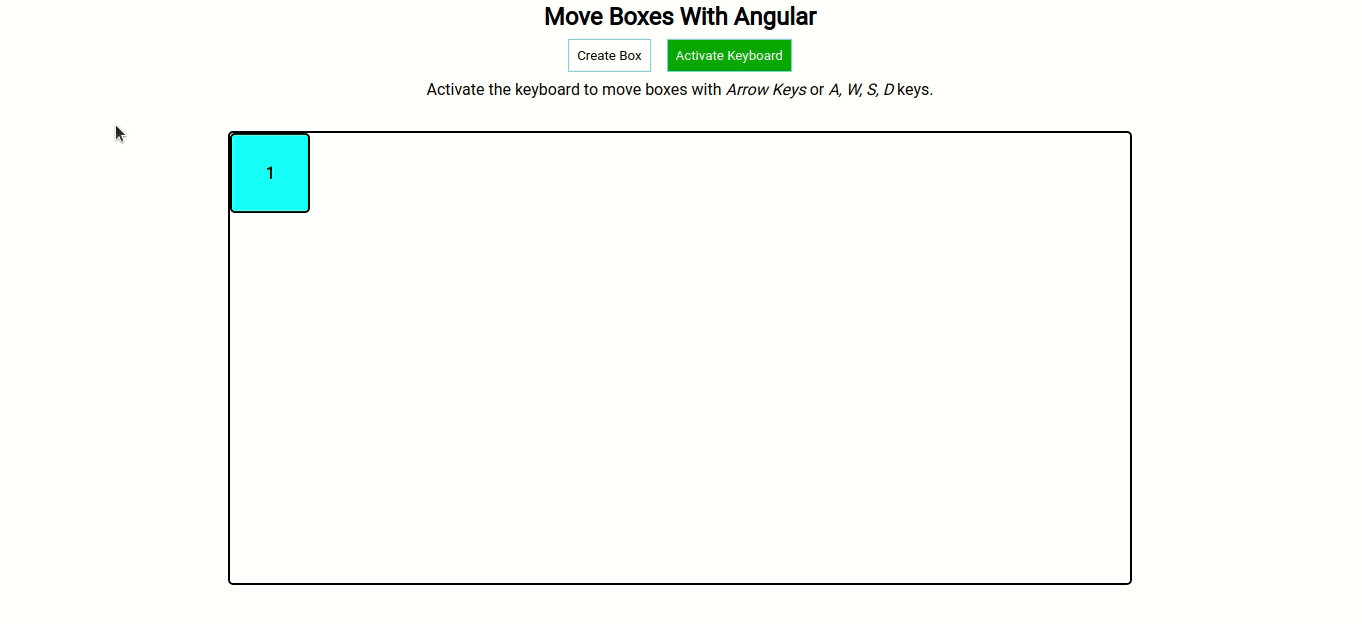 Move Boxes With Angular
Create Box Activate Keyboard
Activate the keyboard to move boxes with Arrow Keys or A, W, S, D keys.
1